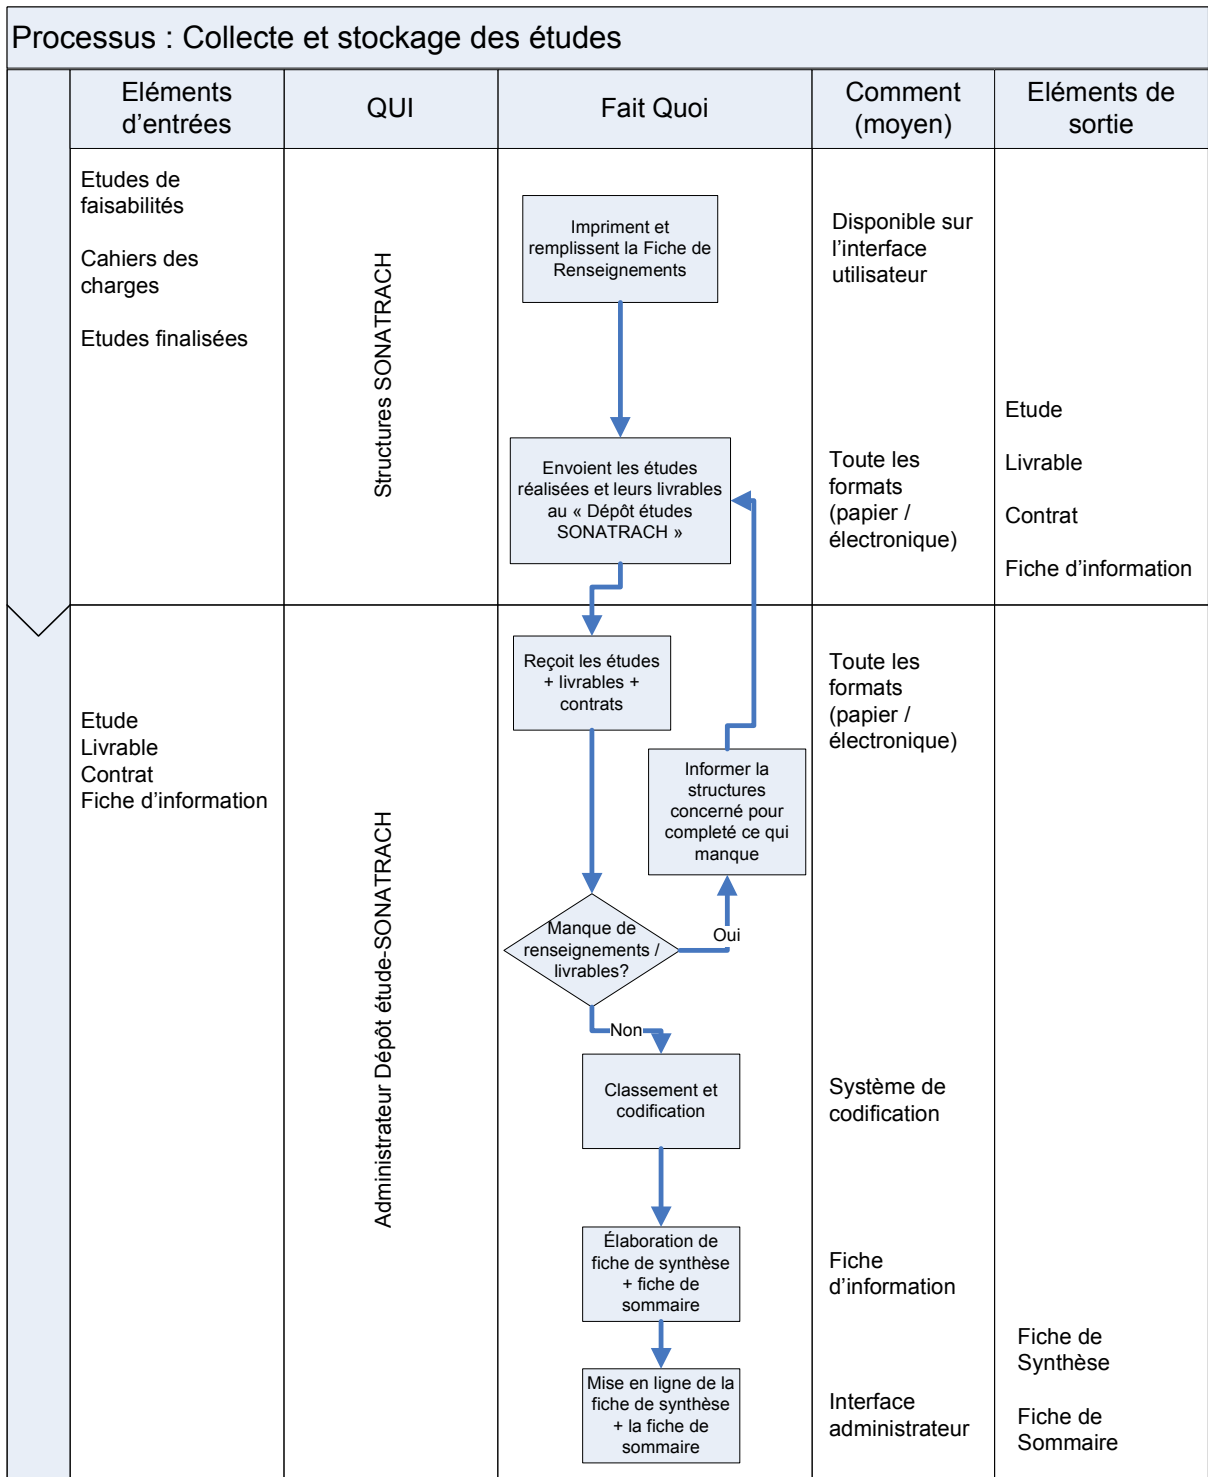 Processus : Collecte et stockage des études
Eléments
d'entrées
QUI
Fait Quoi
Comment
(moyen)
Eléments de
sortie
Etudes de
faisabilités
Cahiers des
charges
Etudes finalisées
Structures SONATRACH
Impriment et
remplissent la Fiche de
Renseignements
Disponible sur
l'interface
utilisateur
Envoient les études
réalisées et leurs livrables
au « Dépôt études
SONATRACH »
Toute les
formats
(papier /
électronique)
Etude
Livrable
Contrat
Fiche d'information
Etude
Livrable
Contrat
Fiche d'information
Administrateur Dépôt étude-SONATRACH
Reçoit les études
+ livrables +
contrats
Toute les
formats
(papier /
électronique)
Informer la
structures
concerné pour
completé ce qui
manque
Manque de
renseignements /
livrables?
Oui
Non
Classement et
codification
Système de
codification
Élaboration de
fiche de synthèse
+ fiche de
sommaire
Fiche
d'information
Mise en ligne de la
fiche de synthèse
+ la fiche de
sommaire
Interface
administrateur
Fiche de
Synthèse
Fiche de
Sommaire